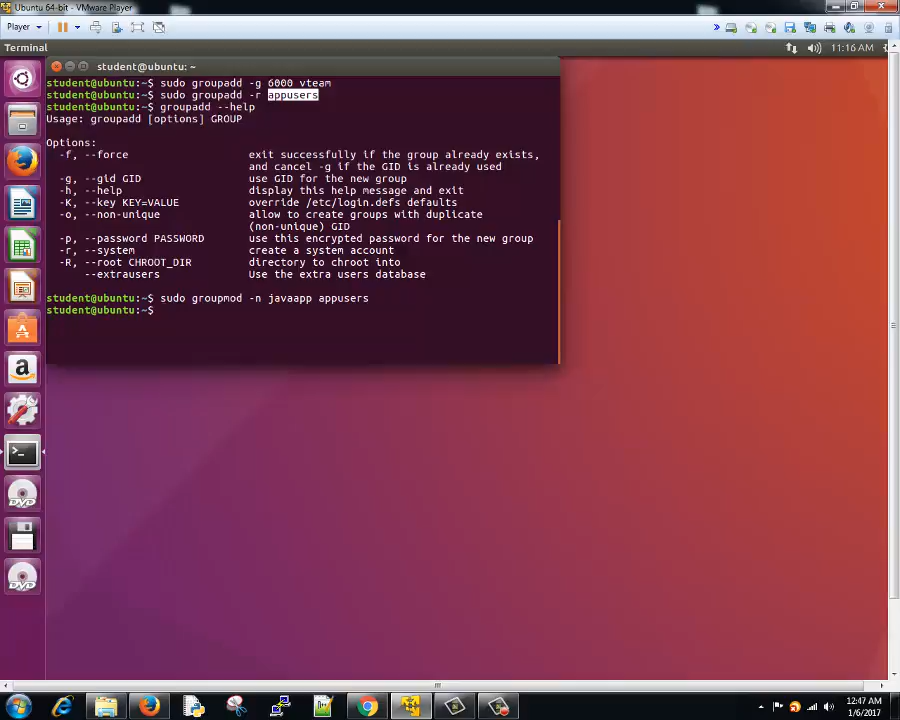 Ubuntu 64-bit - VMware Player
Player
Terminal
11:16 AM
student@ubuntu: ~
student@ubuntu:~$ sudo groupadd -g 6000 vteam
student@ubuntu:~$ sudo groupadd -r appusers
student@ubuntu:~$ groupadd --help
Usage: groupadd [options] GROUP
Options:
-f, --force exit successfully if the group already exists,
and cancel -g if the GID is already used
-g, --gid GID use GID for the new group
-h, --help display this help message and exit
-K, --key KEY=VALUE override /etc/login.defs defaults
-o, --non-unique allow to create groups with duplicate
(non-unique) GID
-p, --password PASSWORD use this encrypted password for the new group
-r, --system create a system account
-R, --root CHROOT_DIR directory to chroot into
--extrausers Use the extra users database
student@ubuntu:~$ sudo groupmod -n javaapp appusers
student@ubuntu:~$
DVD
DVD
12:47 AM
1/6/2017